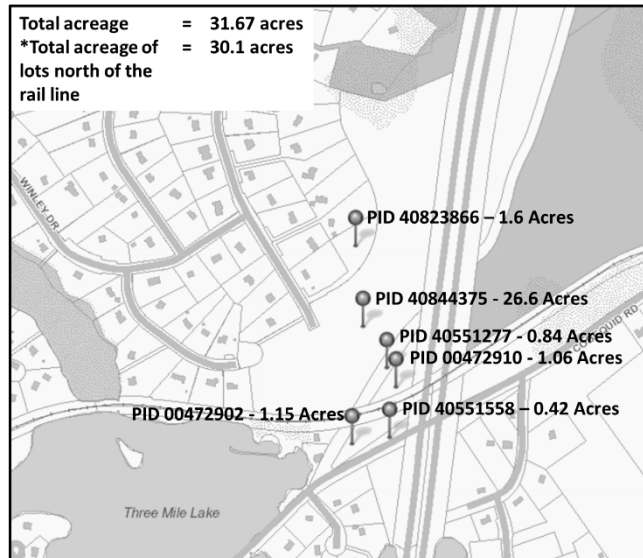 Total acreage = 31.67 acres
*Total acreage of = 30.1 acres
lots north of the
rail line
WINLEY DR.
PID 40823866 – 1.6 Acres
PID 40844375 - 26.6 Acres
PID 40551277 - 0.84 Acres
PID 00472910 - 1.06 Acres
PID 00472902 - 1.15 Acres
PID 40551558 – 0.42 Acres
Three Mile Lake